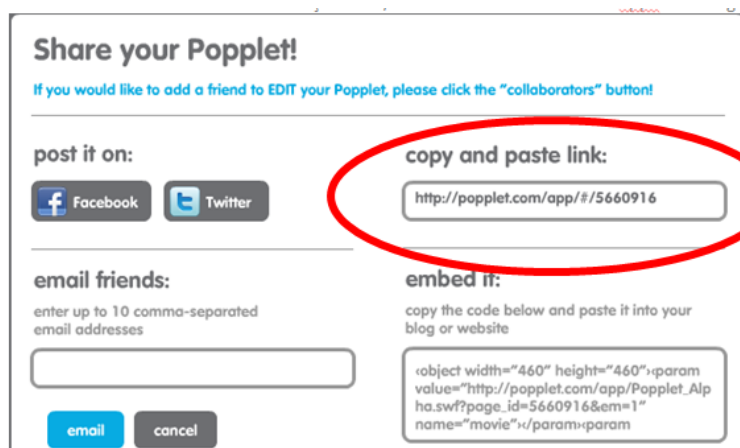 Share your Popplet!
If you would like to add a friend to EDIT your Popplet, please click the "collaborators" button!
post it on:
Facebook
Twitter
copy and paste link:
http://popplet.com/app/#/5660916
email friends:
enter up to 10 comma-separated
email addresses
email
cancel
embed it:
copy the code below and paste it into your
blog or website
<object width="460" height="460"><param
value="http://popplet.com/app/Popplet_Alp
ha.swf?page_id=5660916&em=1"
name="movie"></param><param